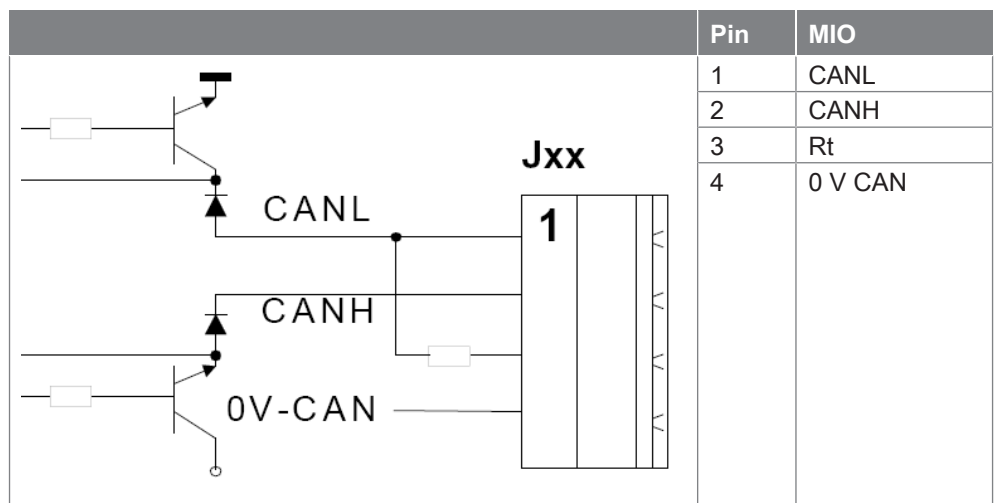 Pin MIO
1 CANL
2 CANH
3 Rt
4 0 V CAN
Jxx
CANL
1
CANH
0V-CAN